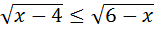 √(x − 4) ≤ √(6 − x)